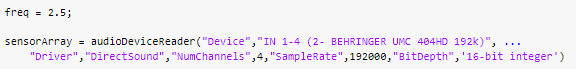 freq = 2.5;
sensorArray = audioDeviceReader("Device","IN 1-4 (2- BEHRINGER UMC 404HD 192k)", ...
"Driver","DirectSound","NumChannels",4,"SampleRate",192000,"BitDepth",'16-bit integer')